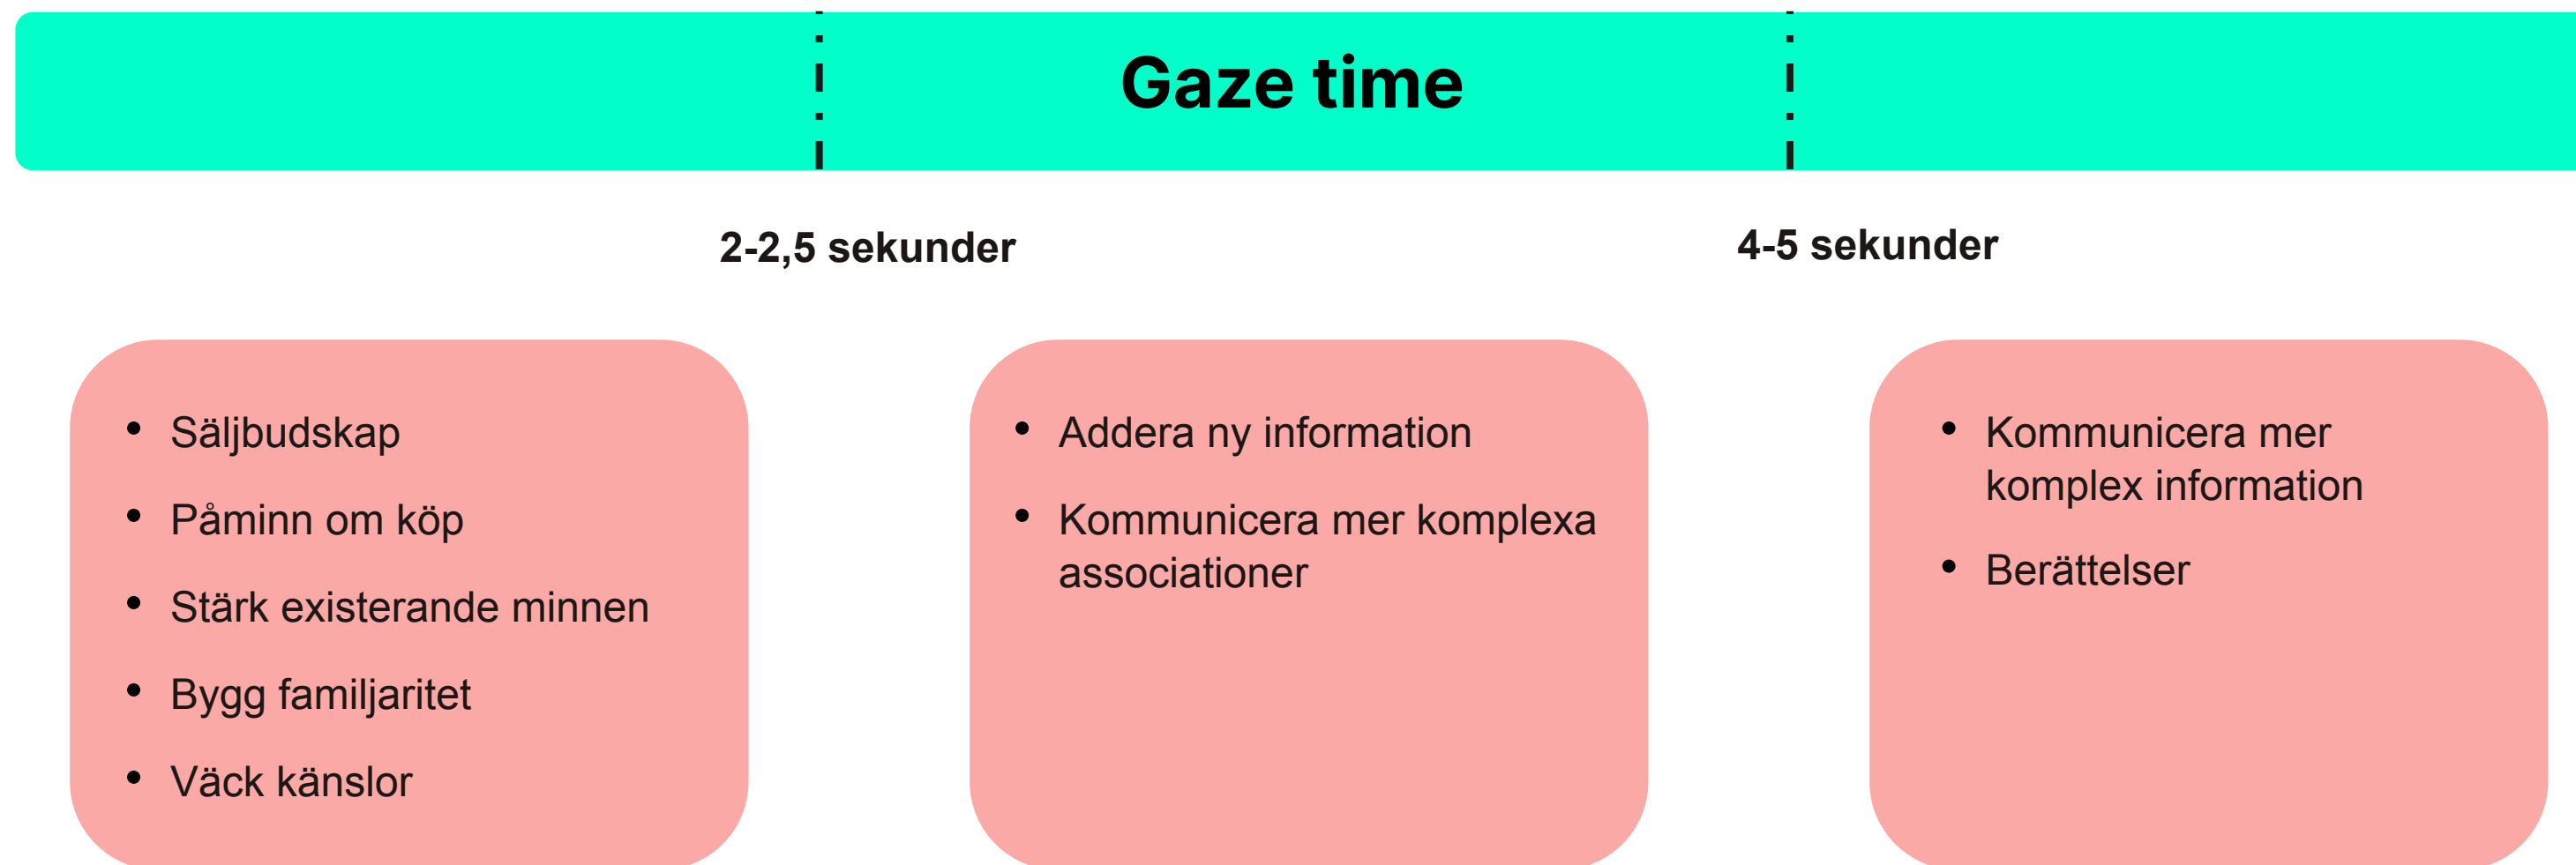 Gaze time
2-2,5 sekunder
4-5 sekunder
• Säljbudskap
• Påminn om köp
• Stärk existerande minnen
• Bygg familjaritet
• Väck känslor
• Addera ny information
• Kommunicera mer komplexa
associationer
• Kommunicera mer
komplex information
• Berättelser